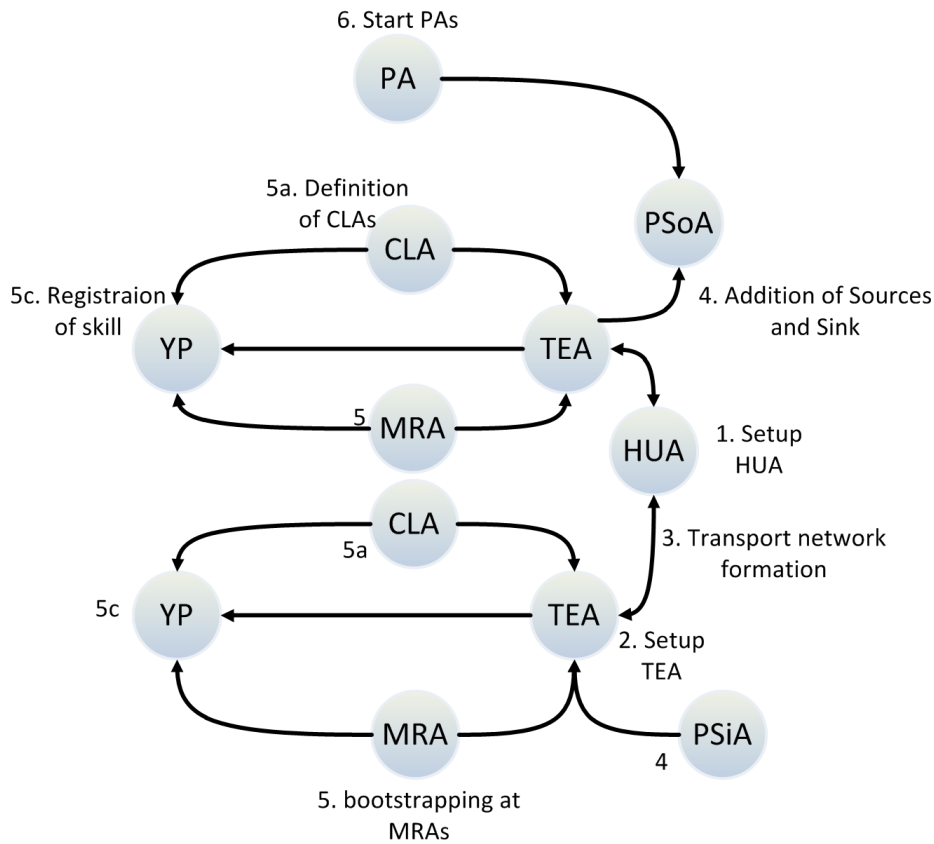 6. Start PAs
PA
5a. Definition
of CLAs
CLA
PSoA
5c. Registraion
of skill
4. Addition of Sources
and Sink
YP
TEA
5
MRA
HUA
1. Setup
HUA
CLA
5a
3. Transport network
formation
5c
YP
TEA
2. Setup
TEA
MRA
PSiA
4
5. bootstrapping at
MRAs